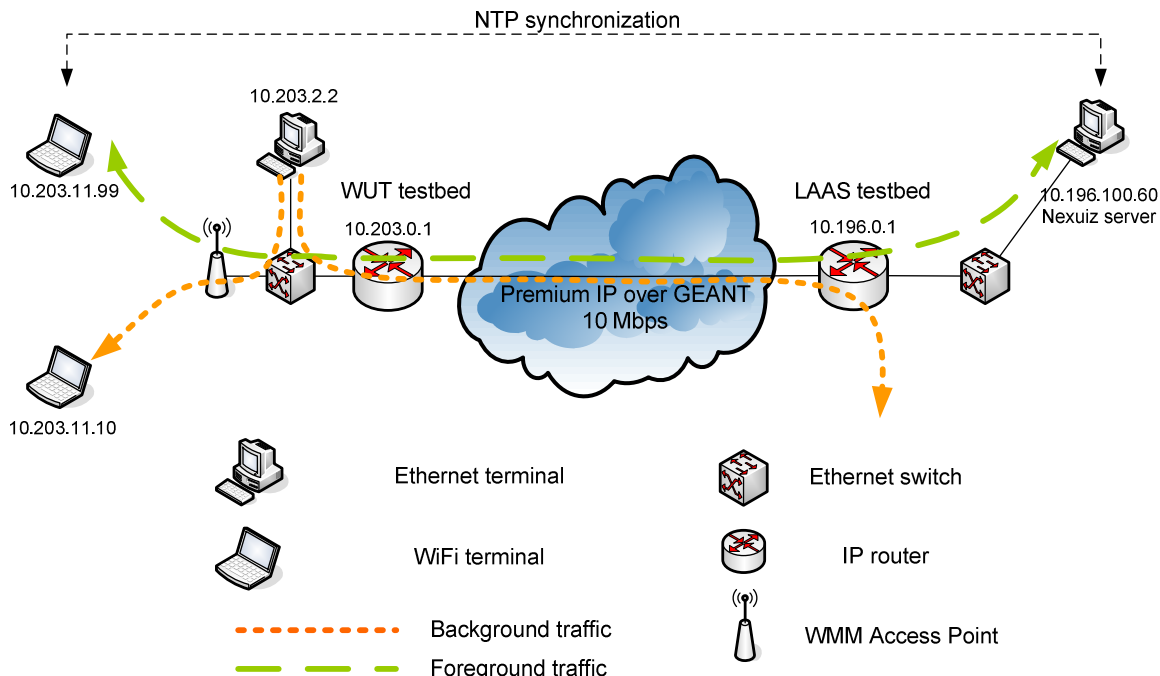 NTP synchronization
10.203.2.2
10.203.11.99
WUT testbed
LAAS testbed
10.196.100.60
Nexuiz server
10.203.0.1
10.196.0.1
Premium IP over GEANT
10 Mbps
10.203.11.10
Ethernet terminal
Ethernet switch
WiFi terminal
IP router
Background traffic
WMM Access Point
Foreground traffic